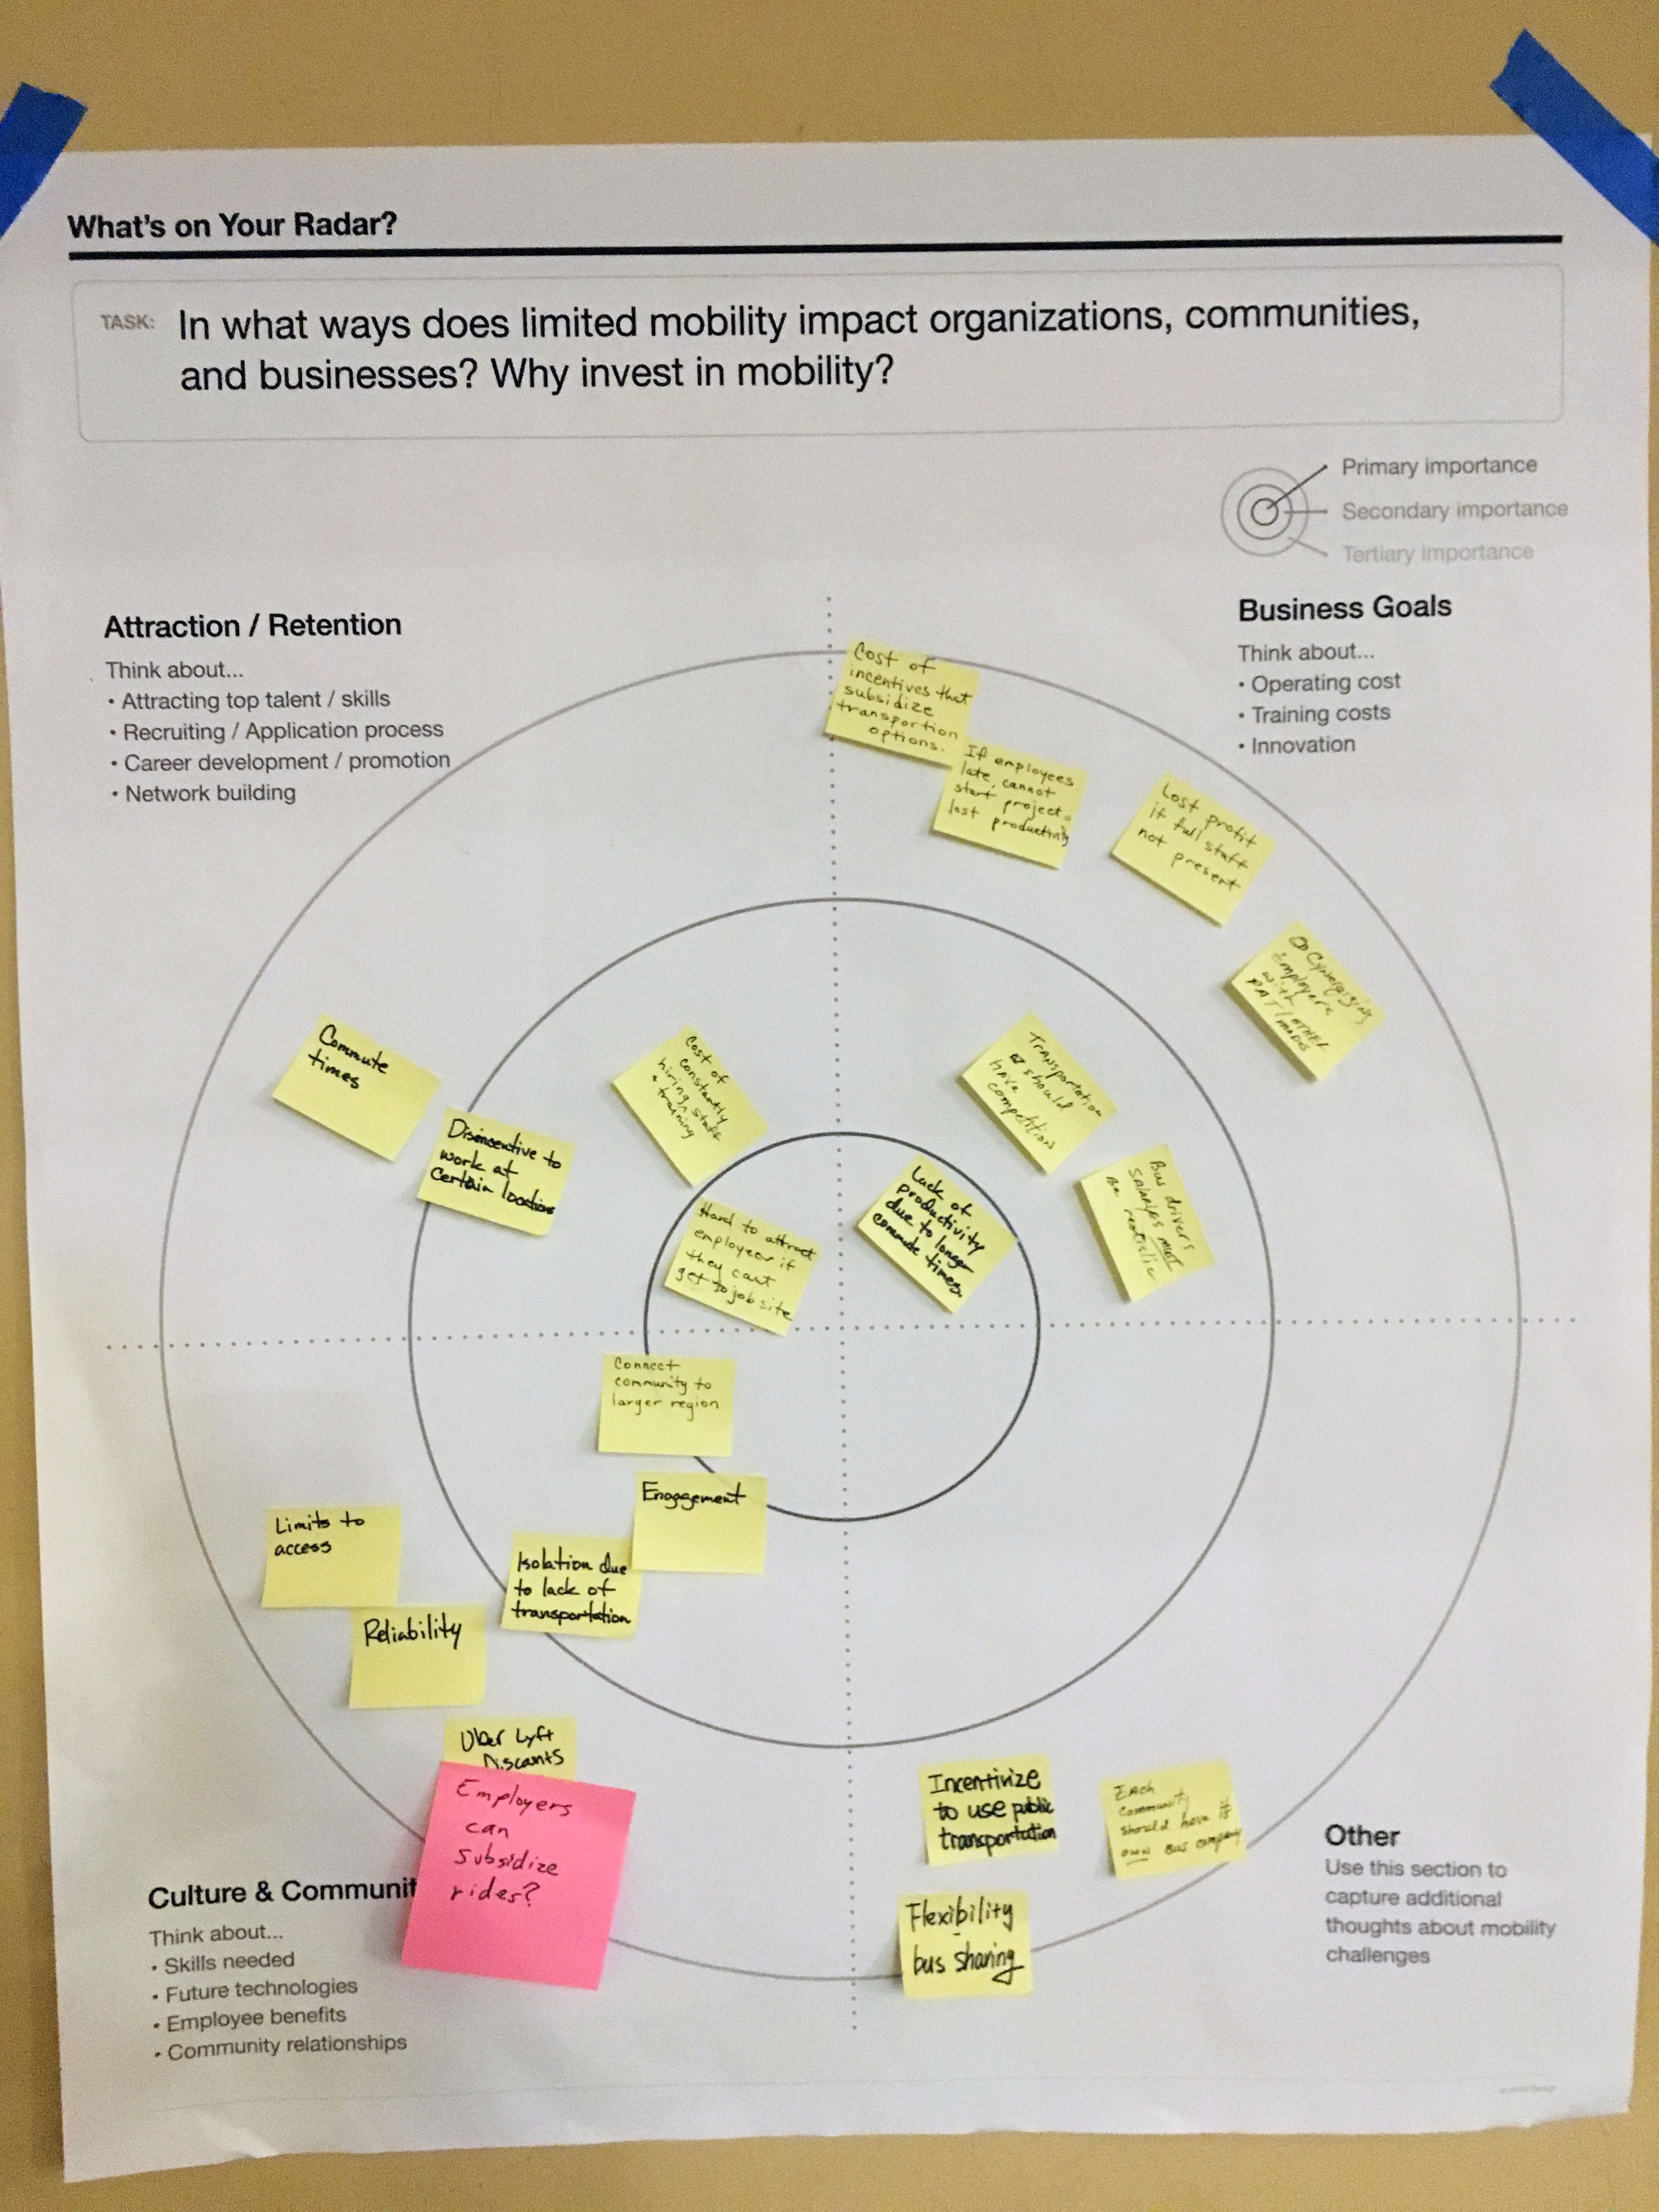 What's on Your Radar?
TASK: In what ways does limited mobility impact organizations, communities,
and businesses? Why invest in mobility?
Primary importance
Secondary importance
Tertiary importance
Attraction / Retention
Think about...
• Attracting top talent / skills
• Recruiting / Application process
• Career development / promotion
• Network building
Business Goals
Think about...
• Operating cost
• Training costs
• Innovation
Cost of
incentives that
subsidize
transportion
options.
If employees
late, cannot
start project.
lost productivity
Lost profit
if full staff
not present
Employers
with
PAT/OTHER
modes
Commute
times
Disincentive to
work at
certain locations
Cost of
constantly
hiring staff
+ training
Transportation
should
have
competition
Bus drivers
salaries must
be realistic
Hard to attract
employees if
they cant
get to job site
Lack of
productivity
due to longer
commute times.
Connect
community to
larger region
Engagement
Isolation due
to lack of
transportation
Limits to
access
Reliability
Uber Lyft
Discounts
Employers
can
subsidize
rides?
Incentivize
to use public
transportation
Each
community
should have it's
own bus company
Flexibility
bus sharing
Culture & Communit
Think about...
• Skills needed
• Future technologies
• Employee benefits
• Community relationships
Other
Use this section to
capture additional
thoughts about mobility
challenges